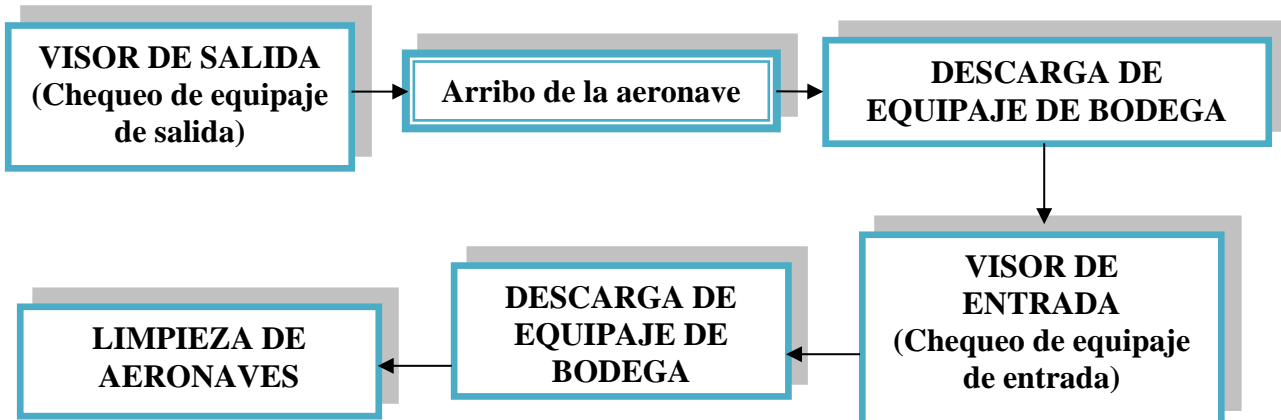 VISOR DE SALIDA
(Chequeo de equipaje
de salida)
Arribo de la aeronave
DESCARGA DE
EQUIPAJE DE BODEGA
VISOR DE
ENTRADA
(Chequeo de equipaje
de entrada)
DESCARGA DE
EQUIPAJE DE
BODEGA
LIMPIEZA DE
AERONAVES